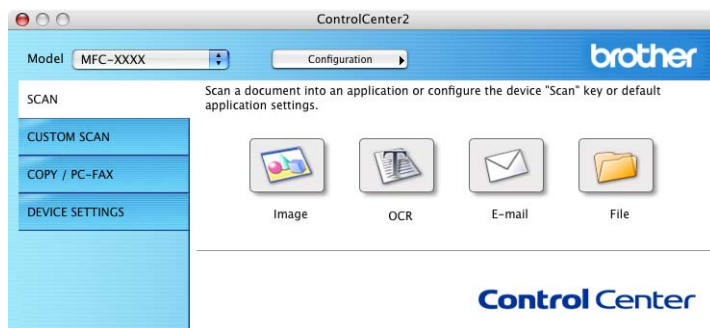 ControlCenter2
Model MFC-XXXX Configuration
brother
SCAN
CUSTOM SCAN
COPY / PC-FAX
DEVICE SETTINGS
Scan a document into an application or configure the device "Scan" key or default
application settings.
Image OCR E-mail File
Control Center